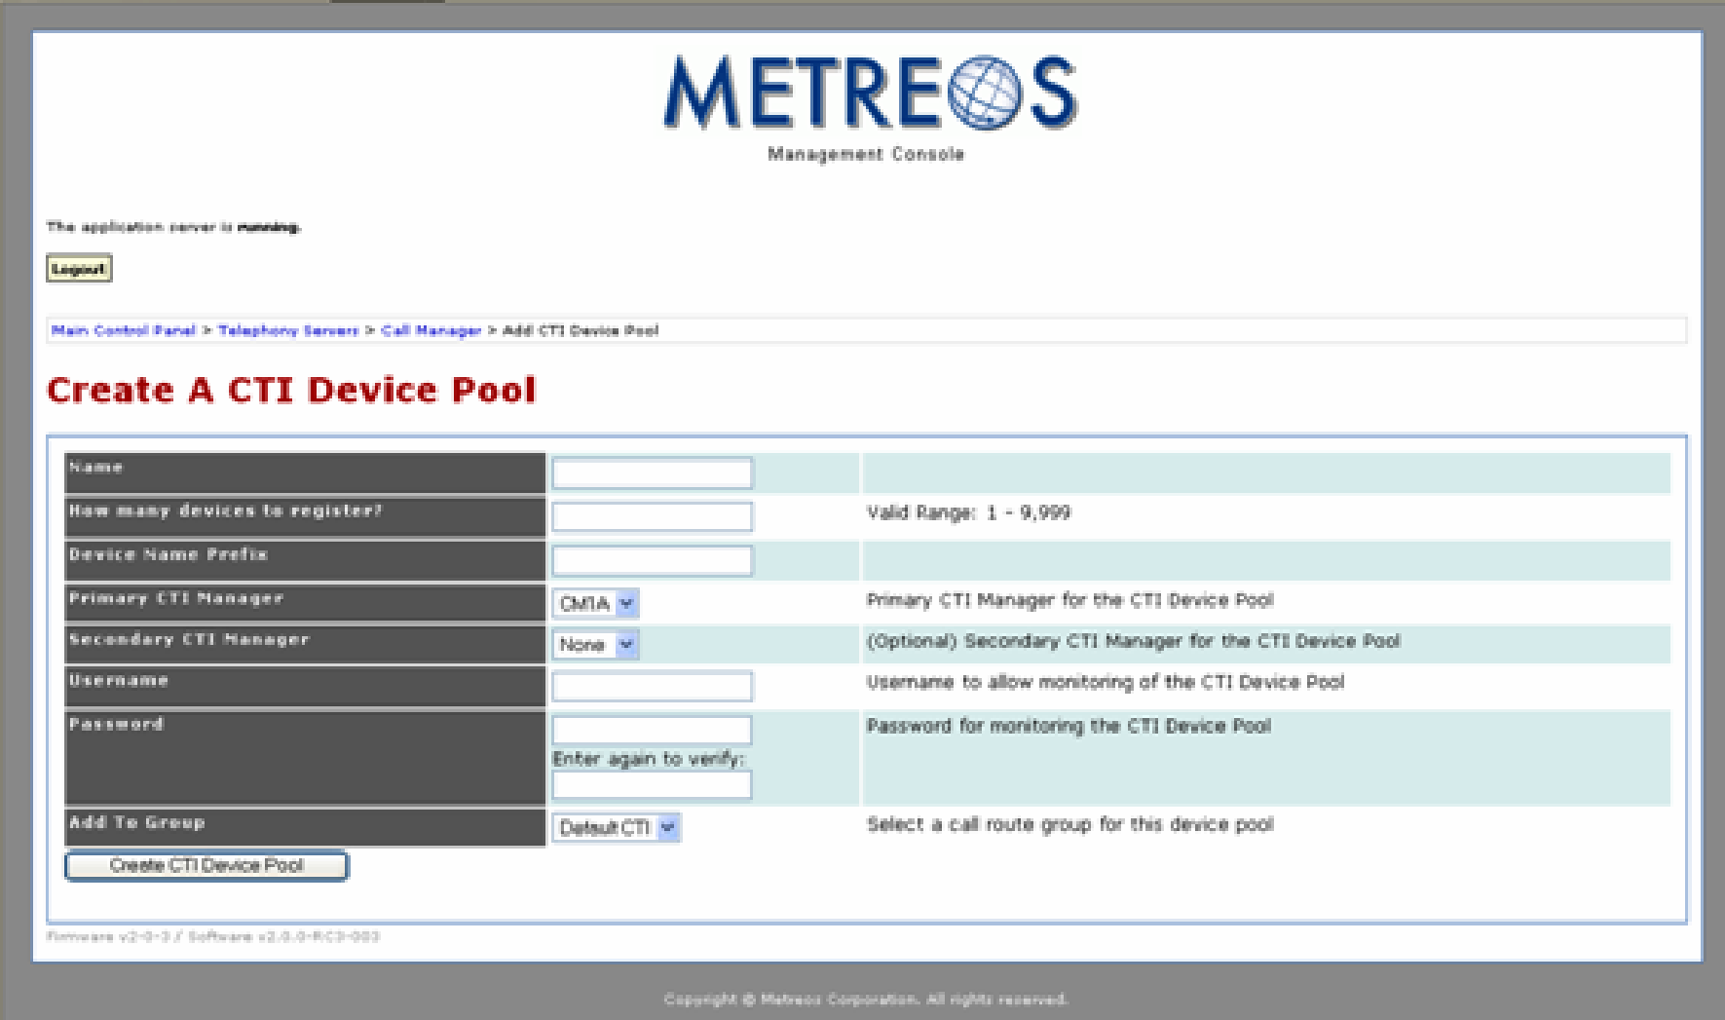 METREOS
Management Console
The application server is running.
Logout
Main Control Panel > Telephony Servers > Call Manager > Add CTI Device Pool
Create A CTI Device Pool
Name
How many devices to register? Valid Range: 1 - 9,999
Device Name Prefix
Primary CTI Manager CM1A Primary CTI Manager for the CTI Device Pool
Secondary CTI Manager None (Optional) Secondary CTI Manager for the CTI Device Pool
Username Username to allow monitoring of the CTI Device Pool
Password Password for monitoring the CTI Device Pool
Enter again to verify:
Add To Group Default CTI Select a call route group for this device pool
Create CTI Device Pool
Firmware v2-0-3 / Software v2.0.0-RC3-003
Copyright © Metreos Corporation. All rights reserved.